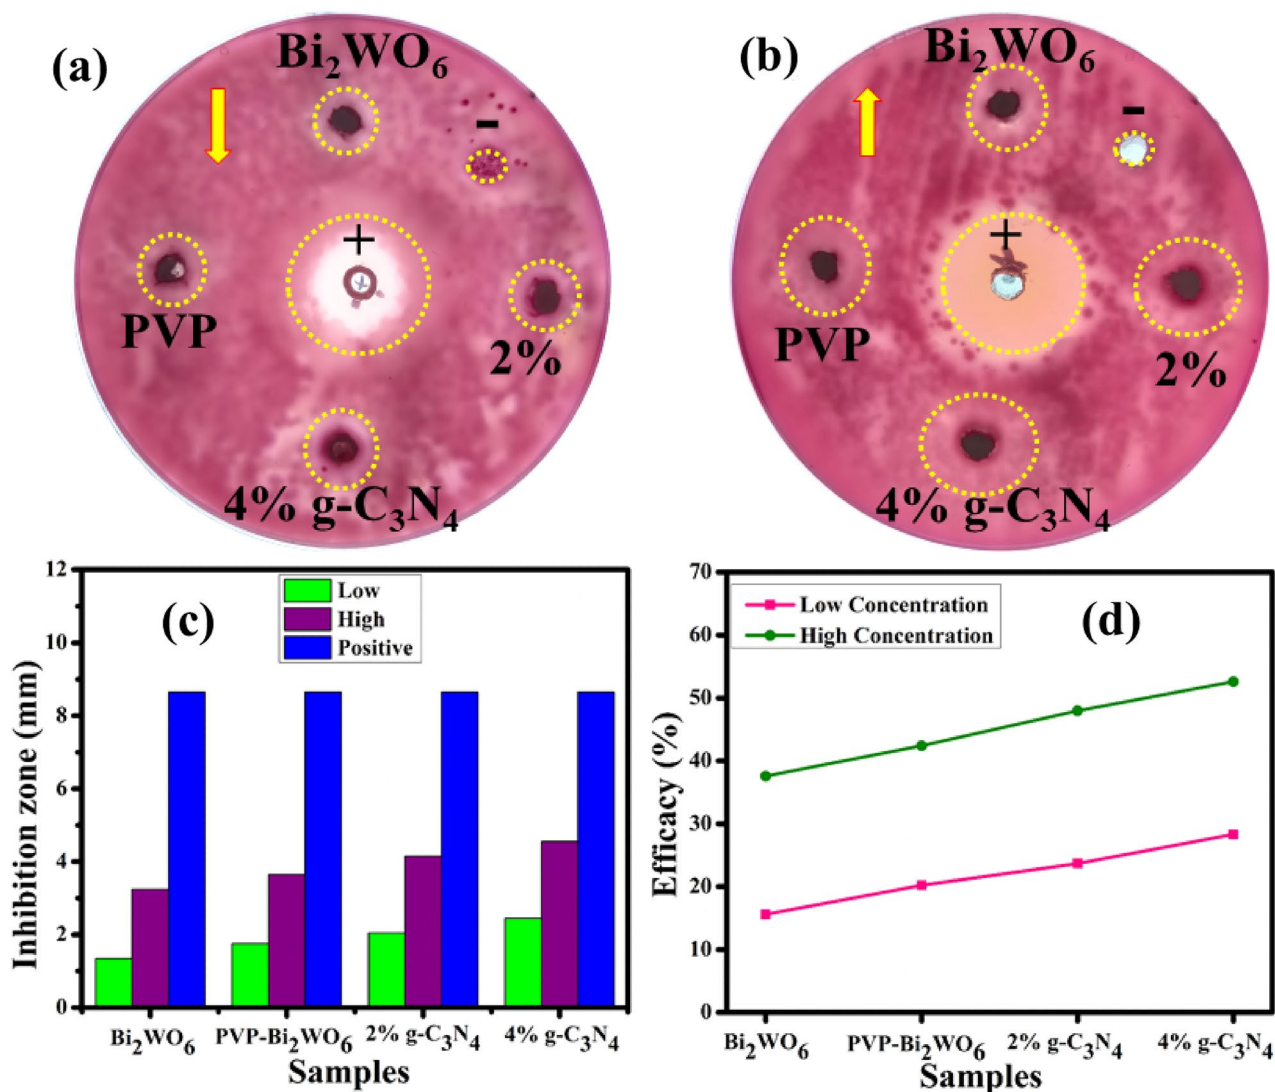 (a)
Bi₂WO₆
-
+
PVP
2%
4% g-C₃N₄
(b)
Bi₂WO₆
-
+
PVP
2%
4% g-C₃N₄
(c)
Low
High
Positive
Inhibition zone (mm)
12
10
8
6
4
2
0
Bi₂WO₆ PVP-Bi₂WO₆ 2% g-C₃N₄ 4% g-C₃N₄
Samples
(d)
Low Concentration
High Concentration
Efficacy (%)
70
60
50
40
30
20
10
0
Bi₂WO₆ PVP-Bi₂WO₆ 2% g-C₃N₄ 4% g-C₃N₄
Samples